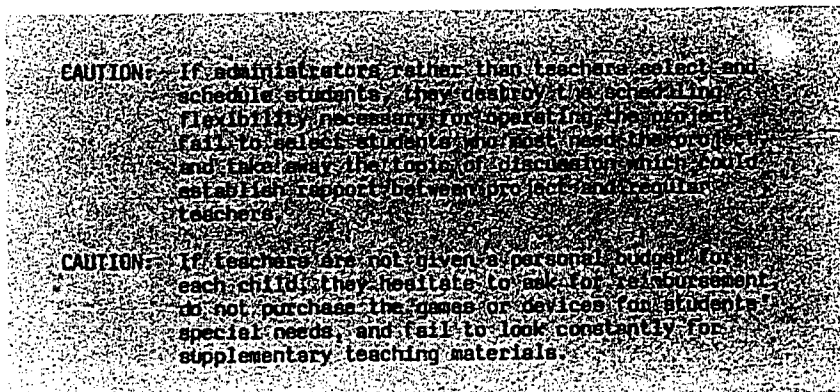 CAUTION: If administrators rather than teachers select and
schedule students, they destroy the scheduling
flexibility necessary for operating the project,
fail to select students who most need the project,
and take away the topic of discussion which could
establish rapport between project and regular
teachers.
CAUTION: If teachers are not given a personal budget for
each child, they hesitate to ask for reimbursement,
do not purchase the games or devices for students'
special needs, and fail to look constantly for
supplementary teaching materials.